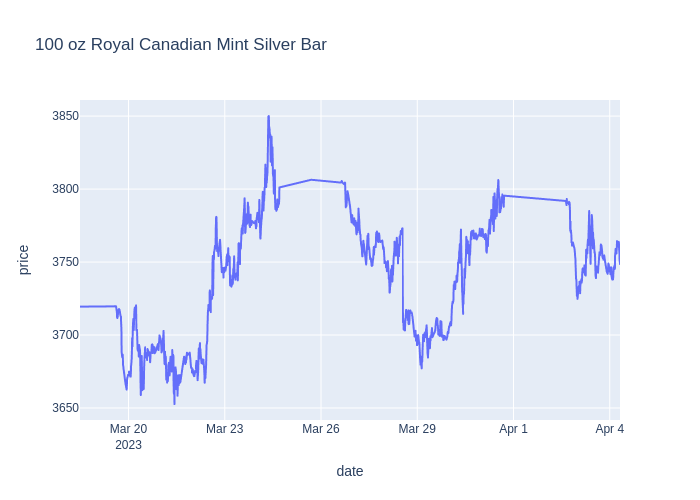 100 oz Royal Canadian Mint Silver Bar
3850
3800
3750
3700
3650
price
Mar 20
2023
Mar 23
Mar 26
Mar 29
Apr 1
Apr 4
date